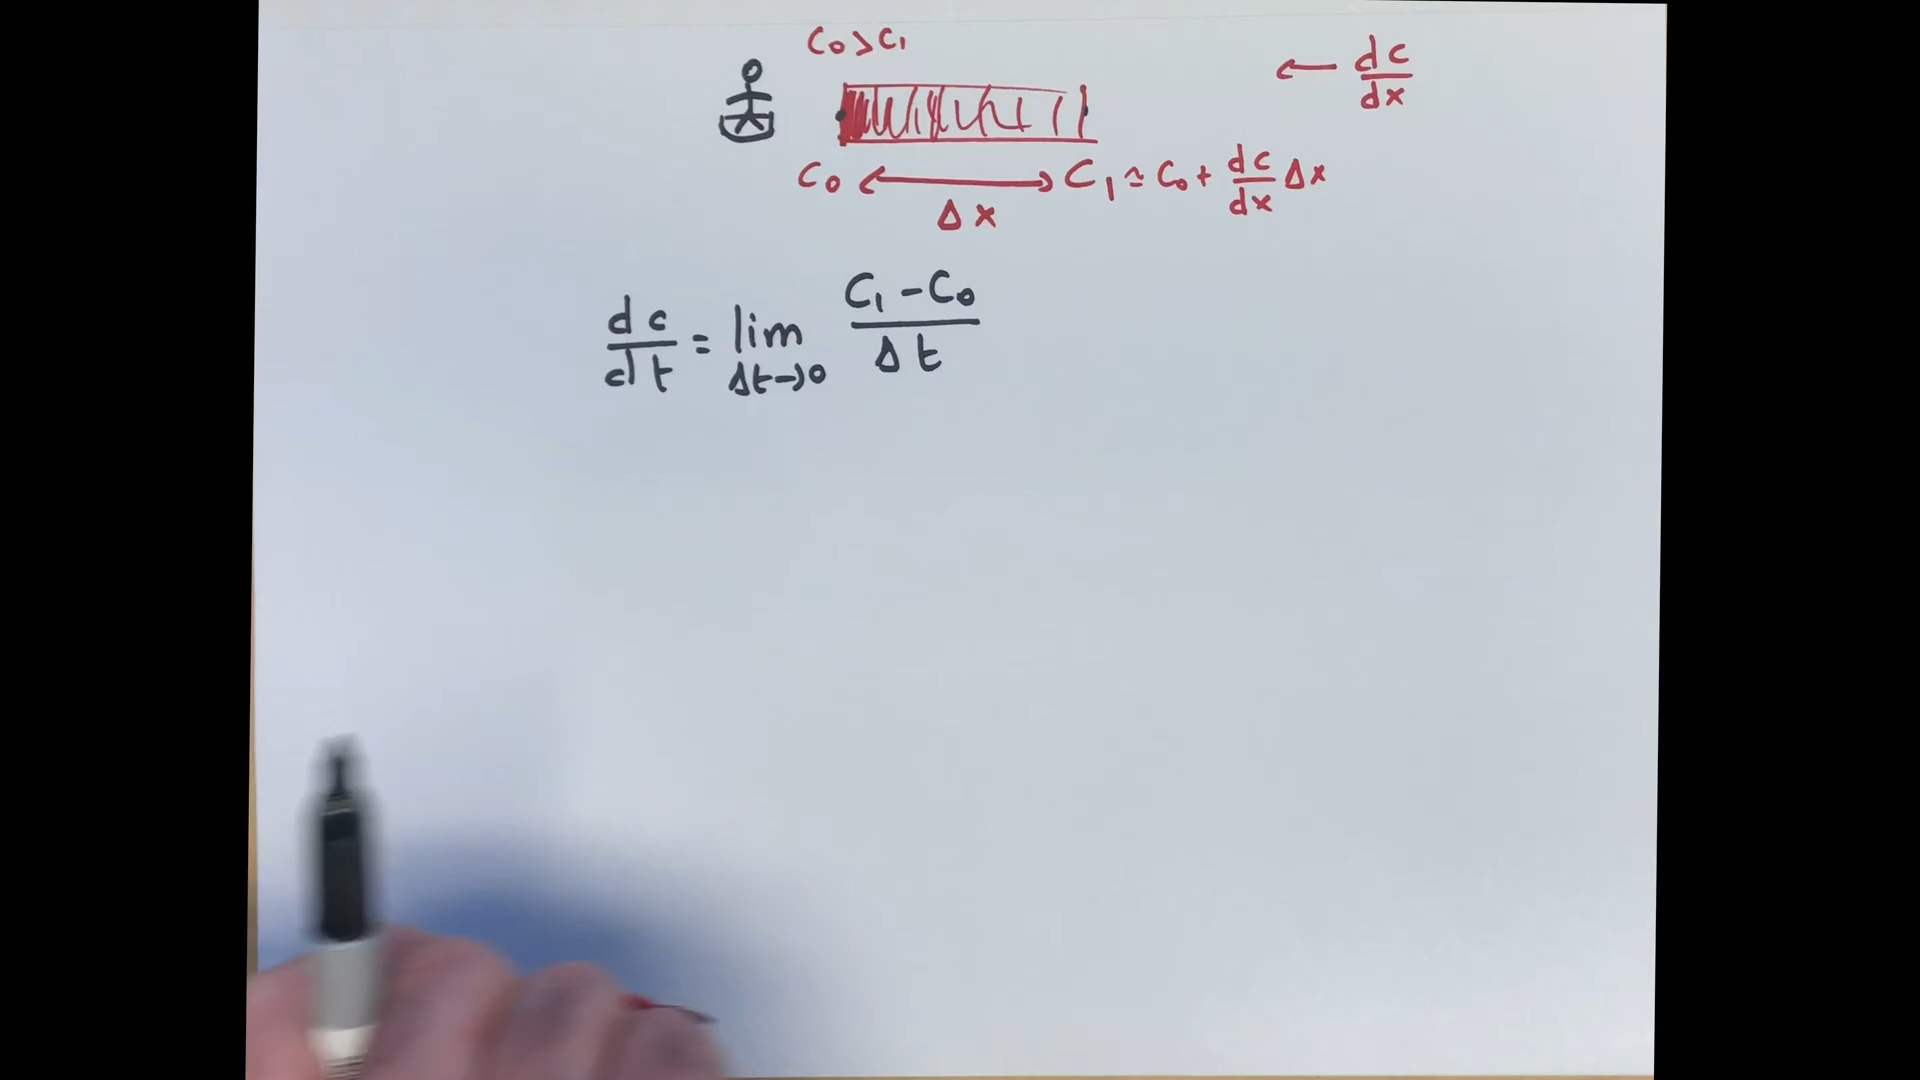 C₀>C₁
← dc/dx
C₀ ⟷ C₁ ≃ C₀ + dc/dx Δx
Δx
dc/dt = lim Δt→0 C₁ - C₀ / Δt